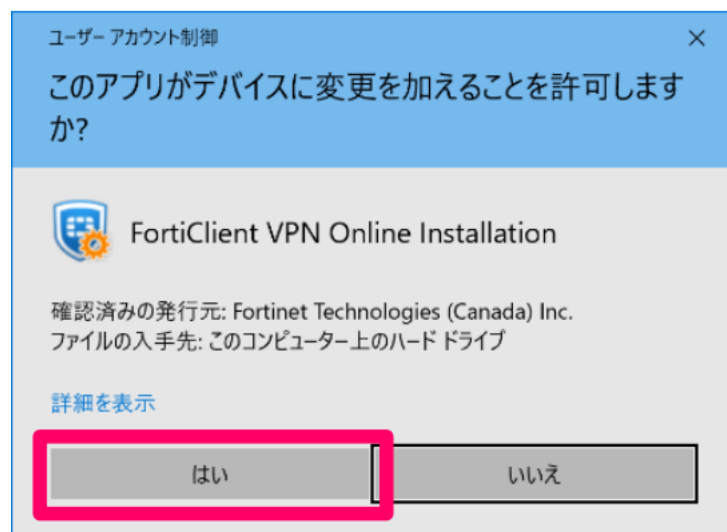 ユーザー アカウント制御
このアプリがデバイスに変更を加えることを許可します
か?
FortiClient VPN Online Installation
確認済みの発行元: Fortinet Technologies (Canada) Inc.
ファイルの入手先: このコンピューター上のハード ドライブ
詳細を表示
はい
いいえ